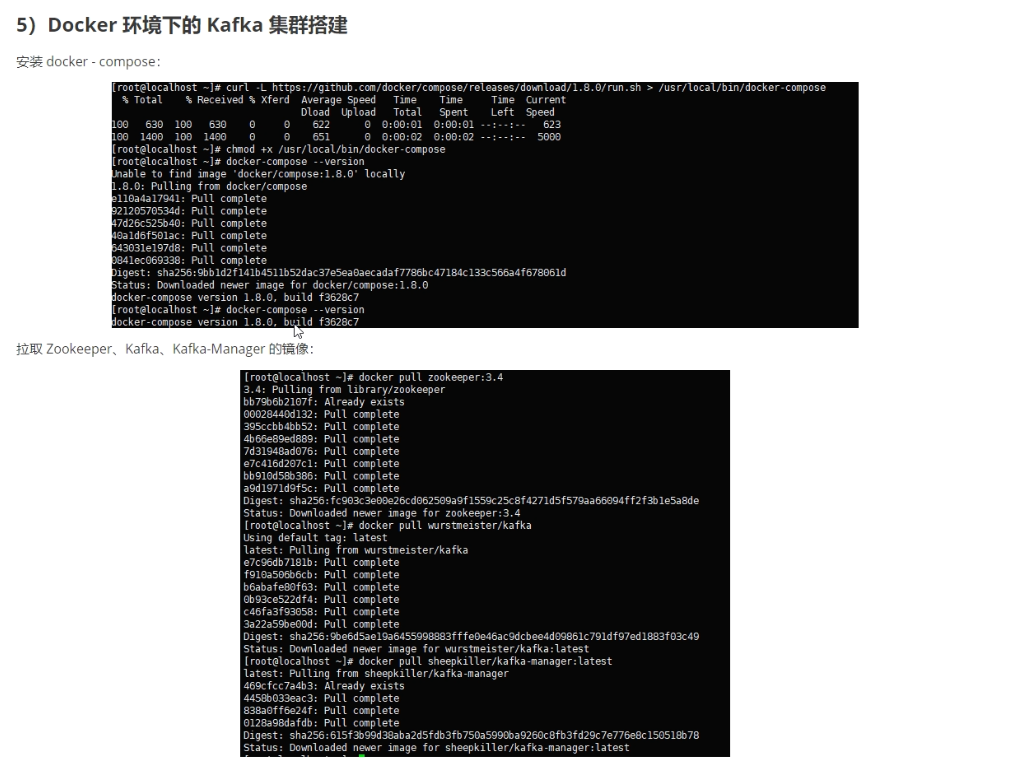 5）Docker 环境下的 Kafka 集群搭建
安装 docker - compose：
[root@localhost ~]# curl -L https://github.com/docker/compose/releases/download/1.8.0/run.sh > /usr/local/bin/docker-compose
% Total % Received % Xferd Average Speed Time Time Time Current
Dload Upload Total Spent Left Speed
100 630 100 630 0 0 622 0 0:00:01 0:00:01 --:--:-- 623
100 1400 100 1400 0 0 651 0 0:00:02 0:00:02 --:--:-- 5000
[root@localhost ~]# chmod +x /usr/local/bin/docker-compose
[root@localhost ~]# docker-compose --version
Unable to find image 'docker/compose:1.8.0' locally
1.8.0: Pulling from docker/compose
e110a4a17941: Pull complete
92120570534d: Pull complete
47d26c525b40: Pull complete
40a1d6f501ac: Pull complete
643031e197d8: Pull complete
0841ec069338: Pull complete
Digest: sha256:9bb1d2f141b4511b52dac37e5ea0aecadaf7786bc47184c133c566a4f678061d
Status: Downloaded newer image for docker/compose:1.8.0
docker-compose version 1.8.0, build f3628c7
[root@localhost ~]# docker-compose --version
docker-compose version 1.8.0, build f3628c7
拉取 Zookeeper、Kafka、Kafka-Manager 的镜像：
[root@localhost ~]# docker pull zookeeper:3.4
3.4: Pulling from library/zookeeper
bb79b6b2107f: Already exists
00028440d132: Pull complete
395ccbb4bb52: Pull complete
4b66e89ed889: Pull complete
7d31948ad076: Pull complete
e7c416d207c1: Pull complete
bb910d58b386: Pull complete
a9d1971d9f5c: Pull complete
Digest: sha256:fc903c3e00e26cd062509a9f1559c25c8f4271d5f579aa66094ff2f3b1e5a8de
Status: Downloaded newer image for zookeeper:3.4
[root@localhost ~]# docker pull wurstmeister/kafka
Using default tag: latest
latest: Pulling from wurstmeister/kafka
e7c96db7181b: Pull complete
f910a506b6cb: Pull complete
b6abafe80f63: Pull complete
0b93ce522df4: Pull complete
c46fa3f93058: Pull complete
3a22a59be00d: Pull complete
Digest: sha256:9be6d5ae19a6455998883fffe0e46ac9dcbee4d09861c791df97ed1883f03c49
Status: Downloaded newer image for wurstmeister/kafka:latest
[root@localhost ~]# docker pull sheepkiller/kafka-manager:latest
latest: Pulling from sheepkiller/kafka-manager
469cfcc7a4b3: Already exists
4458b033eac3: Pull complete
838a0ff6e24f: Pull complete
0128a98dafdb: Pull complete
Digest: sha256:615f3b99d38aba2d5fdb3fb750a5990ba9260c8fb3fd29c7e776e8c150518b78
Status: Downloaded newer image for sheepkiller/kafka-manager:latest